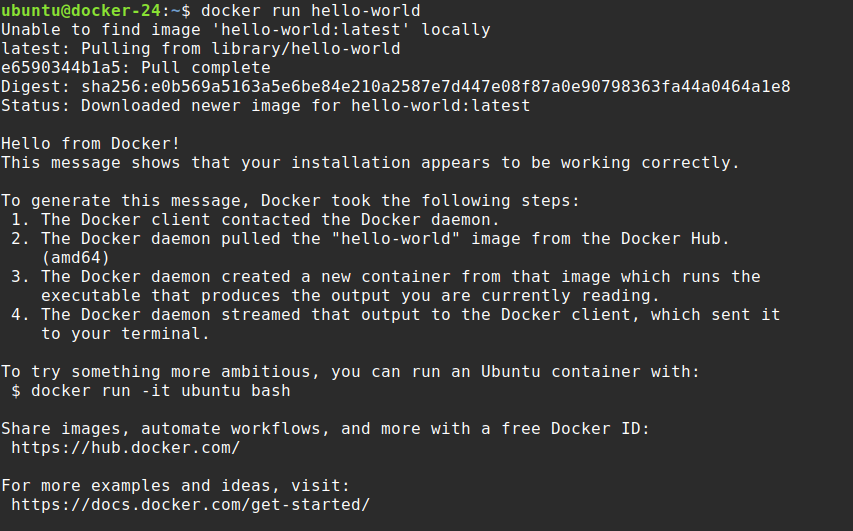 ubuntu@docker-24:~$ docker run hello-world
Unable to find image 'hello-world:latest' locally
latest: Pulling from library/hello-world
e6590344b1a5: Pull complete
Digest: sha256:e0b569a5163a5e6be84e210a2587e7d447e08f87a0e90798363fa44a0464a1e8
Status: Downloaded newer image for hello-world:latest

Hello from Docker!
This message shows that your installation appears to be working correctly.

To generate this message, Docker took the following steps:
 1. The Docker client contacted the Docker daemon.
 2. The Docker daemon pulled the "hello-world" image from the Docker Hub.
    (amd64)
 3. The Docker daemon created a new container from that image which runs the
    executable that produces the output you are currently reading.
 4. The Docker daemon streamed that output to the Docker client, which sent it
    to your terminal.

To try something more ambitious, you can run an Ubuntu container with:
 $ docker run -it ubuntu bash

Share images, automate workflows, and more with a free Docker ID:
 https://hub.docker.com/

For more examples and ideas, visit:
 https://docs.docker.com/get-started/